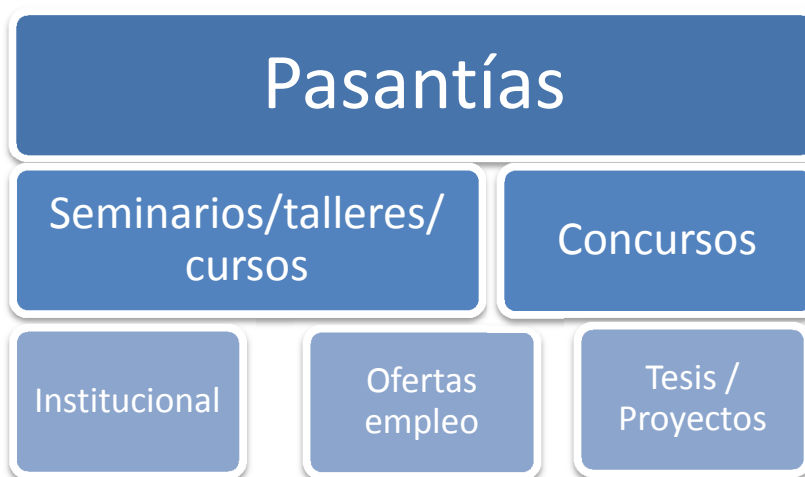 Pasantías
Seminarios/talleres/
cursos
Concursos
Institucional
Ofertas
empleo
Tesis /
Proyectos